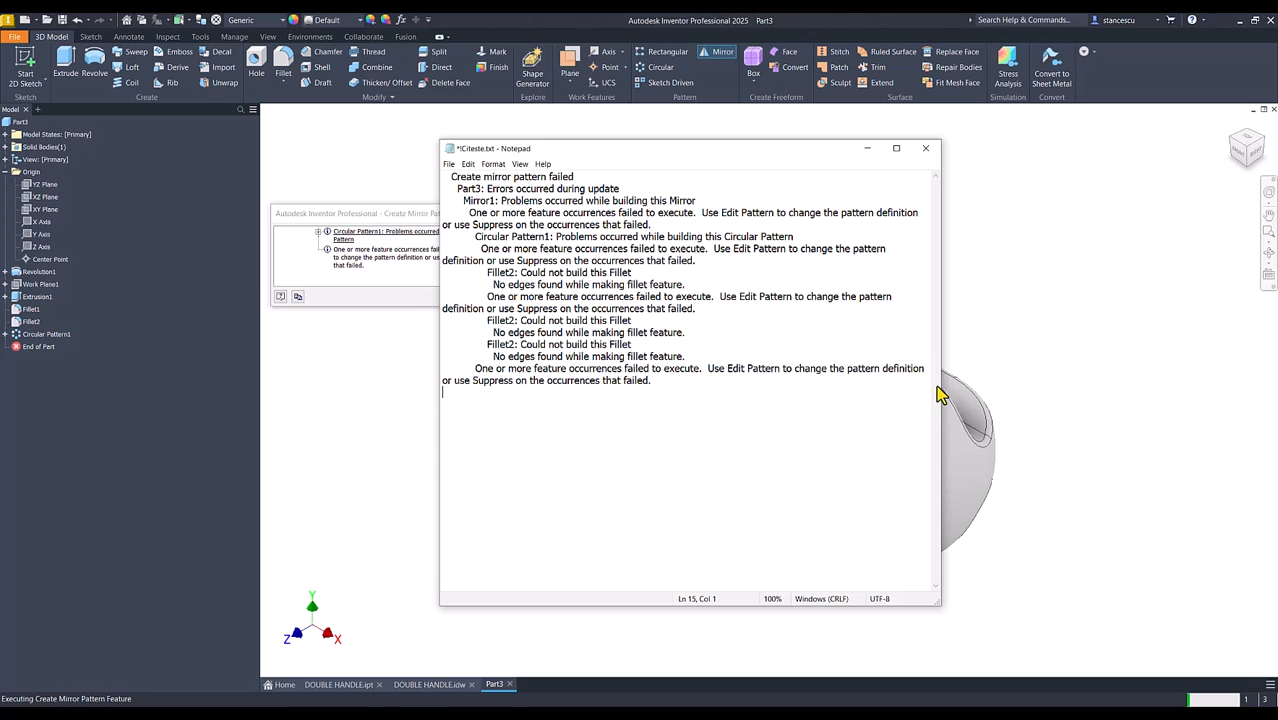 Generic
Default
Autodesk Inventor Professional 2025 Part3
Search Help & Commands...
stancescu
File 3D Model Sketch Annotate Inspect Tools Manage View Environments Collaborate Fusion
Start
2D Sketch
Sketch
Extrude
Revolve
Sweep
Loft
Coil
Emboss
Derive
Rib
Decal
Import
Unwrap
Create
Hole
Fillet
Chamfer
Shell
Draft
Thread
Combine
Thicken/ Offset
Split
Direct
Delete Face
Modify
Mark
Finish
Shape
Generator
Explore
Plane
Axis
Point
UCS
Work Features
Rectangular
Circular
Sketch Driven
Mirror
Pattern
Box
Face
Convert
Create Freeform
Stitch
Patch
Sculpt
Ruled Surface
Trim
Extend
Replace Face
Repair Bodies
Fit Mesh Face
Surface
Stress
Analysis
Simulation
Convert to
Sheet Metal
Convert
Model
Part3
Model States: [Primary]
Solid Bodies(1)
View: [Primary]
Origin
YZ Plane
XZ Plane
XY Plane
X Axis
Y Axis
Z Axis
Center Point
Revolution1
Work Plane1
Extrusion1
Fillet1
Fillet2
Circular Pattern1
End of Part
Autodesk Inventor Professional - Create Mirror Pat
Circular Pattern1: Problems occurred
Pattern
One or more feature occurrences fail
to change the pattern definition or us
that failed.
*!Citeste.txt - Notepad
File Edit Format View Help
Create mirror pattern failed
Part3: Errors occurred during update
Mirror1: Problems occurred while building this Mirror
One or more feature occurrences failed to execute. Use Edit Pattern to change the pattern definition
or use Suppress on the occurrences that failed.
Circular Pattern1: Problems occurred while building this Circular Pattern
One or more feature occurrences failed to execute. Use Edit Pattern to change the pattern
definition or use Suppress on the occurrences that failed.
Fillet2: Could not build this Fillet
No edges found while making fillet feature.
One or more feature occurrences failed to execute. Use Edit Pattern to change the pattern
definition or use Suppress on the occurrences that failed.
Fillet2: Could not build this Fillet
No edges found while making fillet feature.
Fillet2: Could not build this Fillet
No edges found while making fillet feature.
One or more feature occurrences failed to execute. Use Edit Pattern to change the pattern definition
or use Suppress on the occurrences that failed.
Ln 15, Col 1 100% Windows (CRLF) UTF-8
Y
Z
X
Home DOUBLE HANDLE.ipt DOUBLE HANDLE.idw Part3
Executing Create Mirror Pattern Feature
1 3